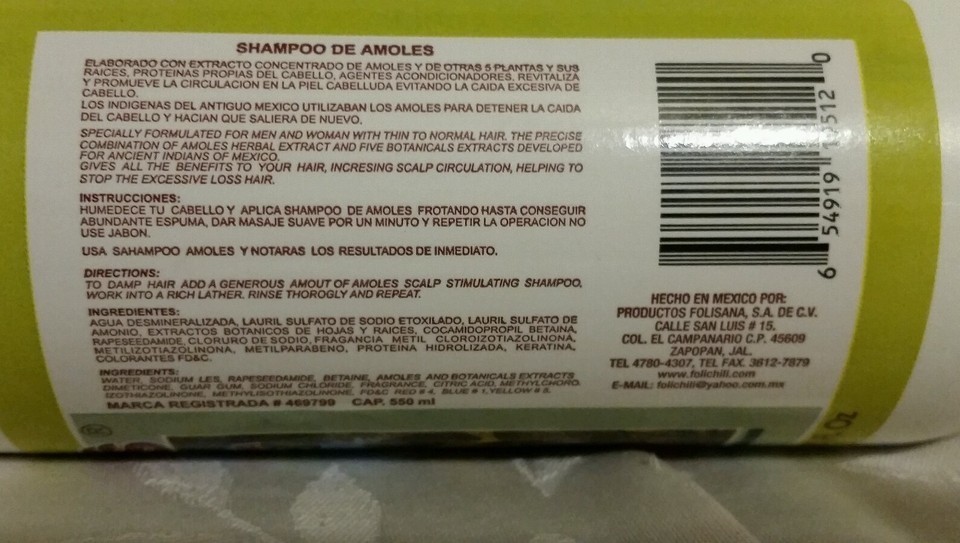 SHAMPOO DE AMOLES
ELABORADO CON EXTRACTO CONCENTRADO DE AMOLES Y DE OTRAS 5 PLANTAS Y SUS
RAICES, PROTEINAS PROPIAS DEL CABELLO, AGENTES ACONDICIONADORES, REVITALIZA
Y PROMUEVE LA CIRCULACION EN LA PIEL CABELLUDA EVITANDO LA CAIDA EXCESIVA DE
CABELLO.
LOS INDIGENAS DEL ANTIGUO MEXICO UTILIZABAN LOS AMOLES PARA DETENER LA CAIDA
DEL CABELLO Y HACIAN QUE SALIERA DE NUEVO.
SPECIALLY FORMULATED FOR MEN AND WOMAN WITH THIN TO NORMAL HAIR. THE PRECISE
COMBINATION OF AMOLES HERBAL EXTRACT AND FIVE BOTANICALS EXTRACTS DEVELOPED
FOR ANCIENT INDIANS OF MEXICO.
GIVES ALL THE BENEFITS TO YOUR HAIR, INCRESING SCALP CIRCULATION, HELPING TO
STOP THE EXCESSIVE LOSS HAIR.
INSTRUCCIONES:
HUMEDECE TU CABELLO Y APLICA SHAMPOO DE AMOLES FROTANDO HASTA CONSEGUIR
ABUNDANTE ESPUMA, DAR MASAJE SUAVE POR UN MINUTO Y REPETIR LA OPERACION NO
USE JABON.
USA SAHAMPOO AMOLES Y NOTARAS LOS RESULTADOS DE INMEDIATO.
DIRECTIONS:
TO DAMP HAIR ADD A GENEROUS AMOUT OF AMOLES SCALP STIMULATING SHAMPOO,
WORK INTO A RICH LATHER. RINSE THOROGLY AND REPEAT.
INGREDIENTES:
AGUA DESMINERALIZADA, LAURIL SULFATO DE SODIO ETOXILADO, LAURIL SULFATO DE
AMONIO, EXTRACTOS BOTANICOS DE HOJAS Y RAICES, COCAMIDOPROPIL BETAINA,
RAPESEEDAMIDE, CLORURO DE SODIO, FRAGANCIA METIL CLOROIZOTIAZOLINONA,
METILIZOTIAZOLINONA, METILPARABENO, PROTEINA HIDROLIZADA, KERATINA,
COLORANTES FD&C.
INGREDIENTS:
WATER, SODIUM LES, RAPESEEDAMIDE, BETAINE, AMOLES AND BOTANICALS EXTRACTS
DIMETICONE, GUAR GUM, SODIUM CHLORIDE, FRAGRANCE, CITRIC ACID, METHYLCHORO,
IZOTHIAZOLINONE, METHYLISOTHIAZOLINONE, FD&C RED # 4, BLUE # 1, YELLOW # 5.
MARCA REGISTRADA # 469799 CAP. 550 ml
6 54919 512 0
HECHO EN MEXICO POR:
PRODUCTOS FOLISANA, S.A. DE C.V.
CALLE SAN LUIS # 15.
COL. EL CAMPANARIO C.P. 45609
ZAPOPAN, JAL.
TEL 4780-4307, TEL FAX. 3612-7879
www.folichili.com
E-MAIL: folichili@yahoo.com.mx
Oz